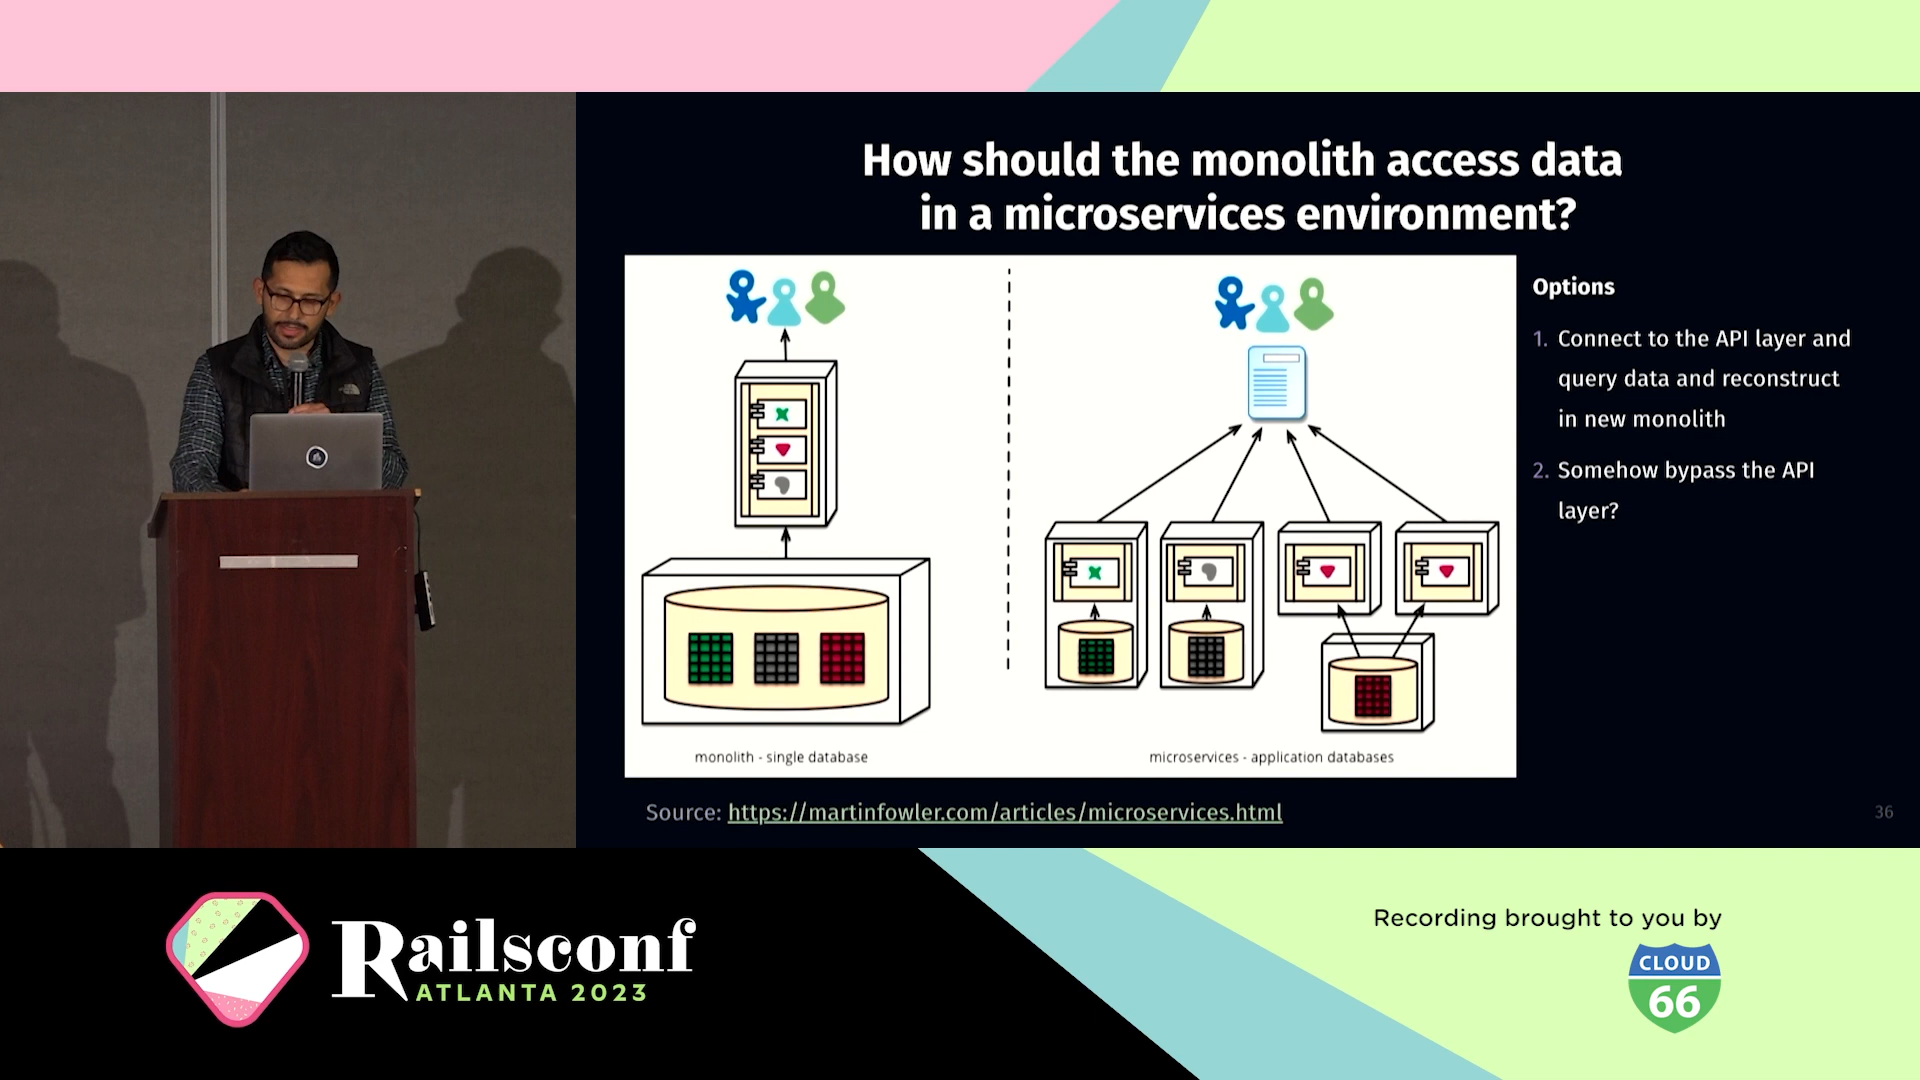 How should the monolith access data
in a microservices environment?
Options
1. Connect to the API layer and
query data and reconstruct
in new monolith
2. Somehow bypass the API
layer?
monolith - single database
microservices - application databases
Source: https://martinfowler.com/articles/microservices.html
36
Railsconf
ATLANTA 2023
Recording brought to you by
CLOUD
66